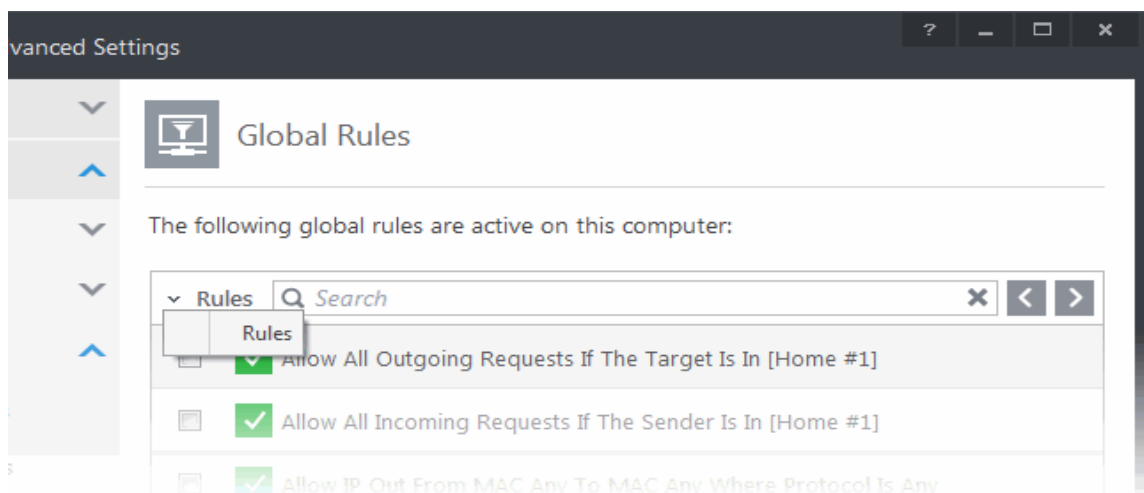 vanced Settings
?
Global Rules
The following global rules are active on this computer:
Rules Search
Rules
Allow All Outgoing Requests If The Target Is In [Home #1]
Allow All Incoming Requests If The Sender Is In [Home #1]
s
Allow IP Out From MAC Any To MAC Any Where Protocol Is Any